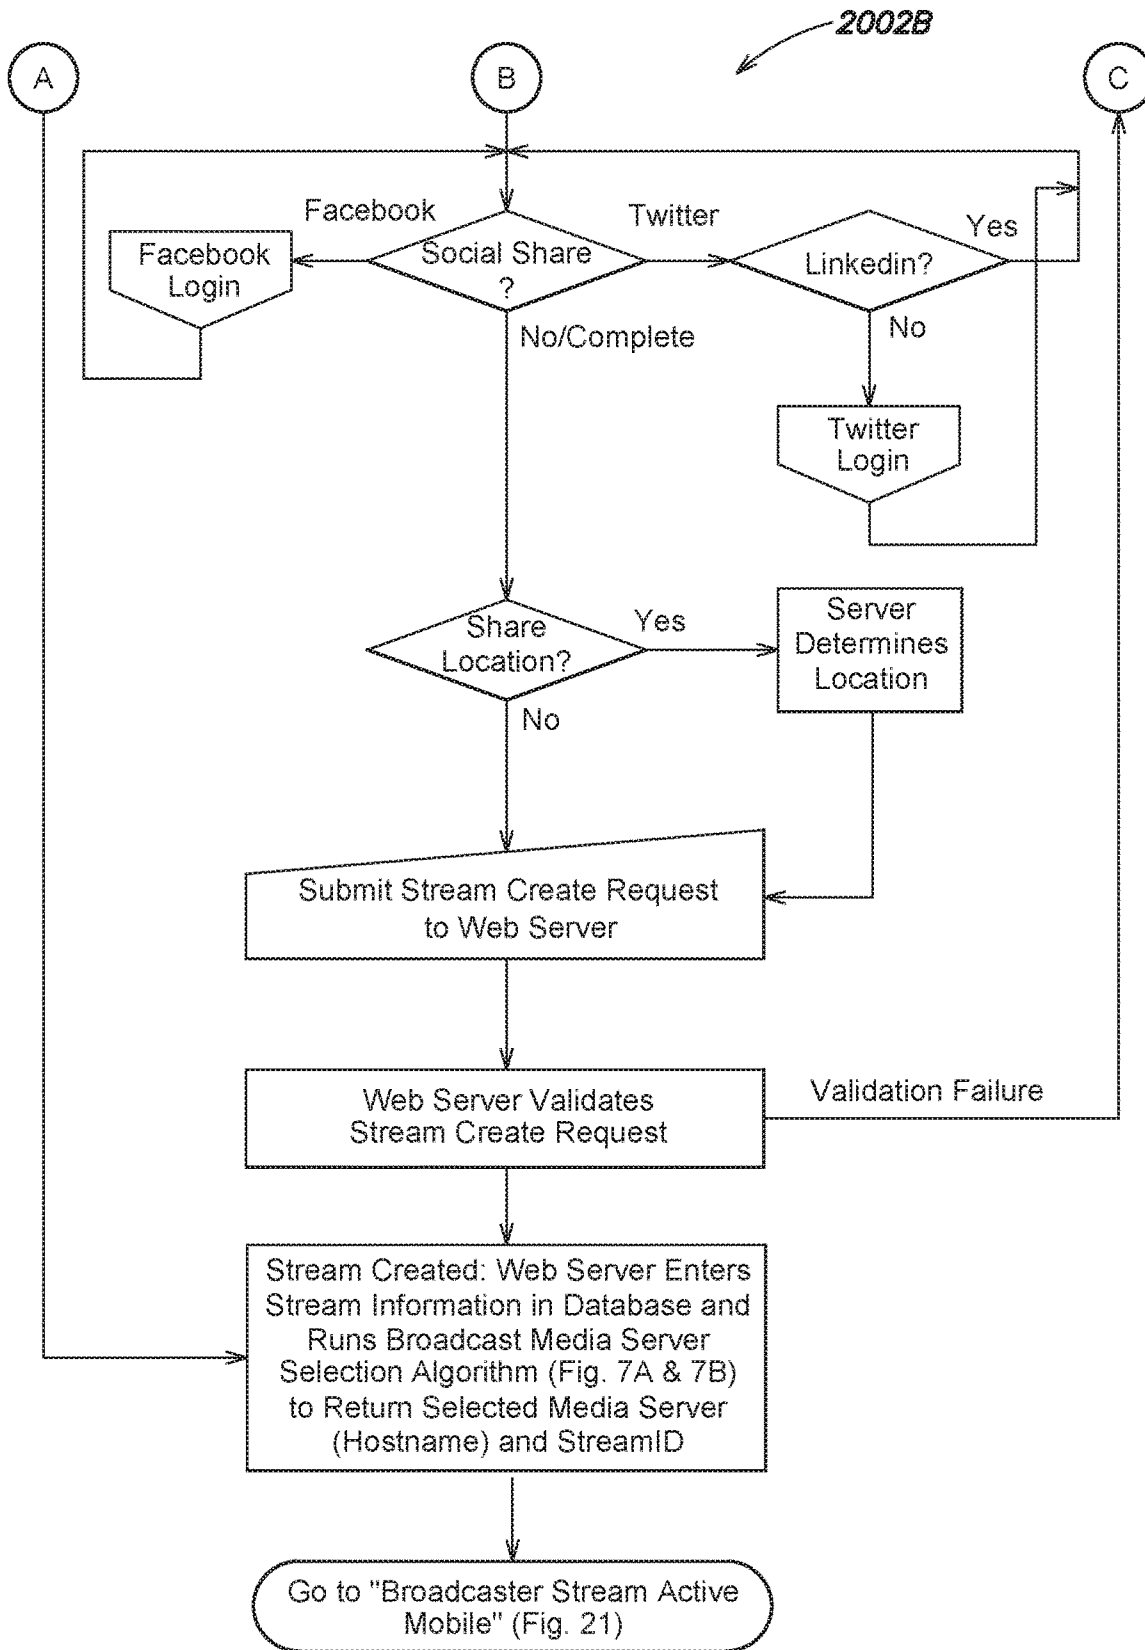 2002B
A
B
C
Facebook
Twitter
Yes
Facebook
Login
Social Share
?
Linkedin?
No/Complete
No
Twitter
Login
Share
Location?
Yes
Server
Determines
Location
No
Submit Stream Create Request
to Web Server
Web Server Validates
Stream Create Request
Validation Failure
Stream Created: Web Server Enters
Stream Information in Database and
Runs Broadcast Media Server
Selection Algorithm (Fig. 7A & 7B)
to Return Selected Media Server
(Hostname) and StreamID
Go to "Broadcaster Stream Active
Mobile" (Fig. 21)